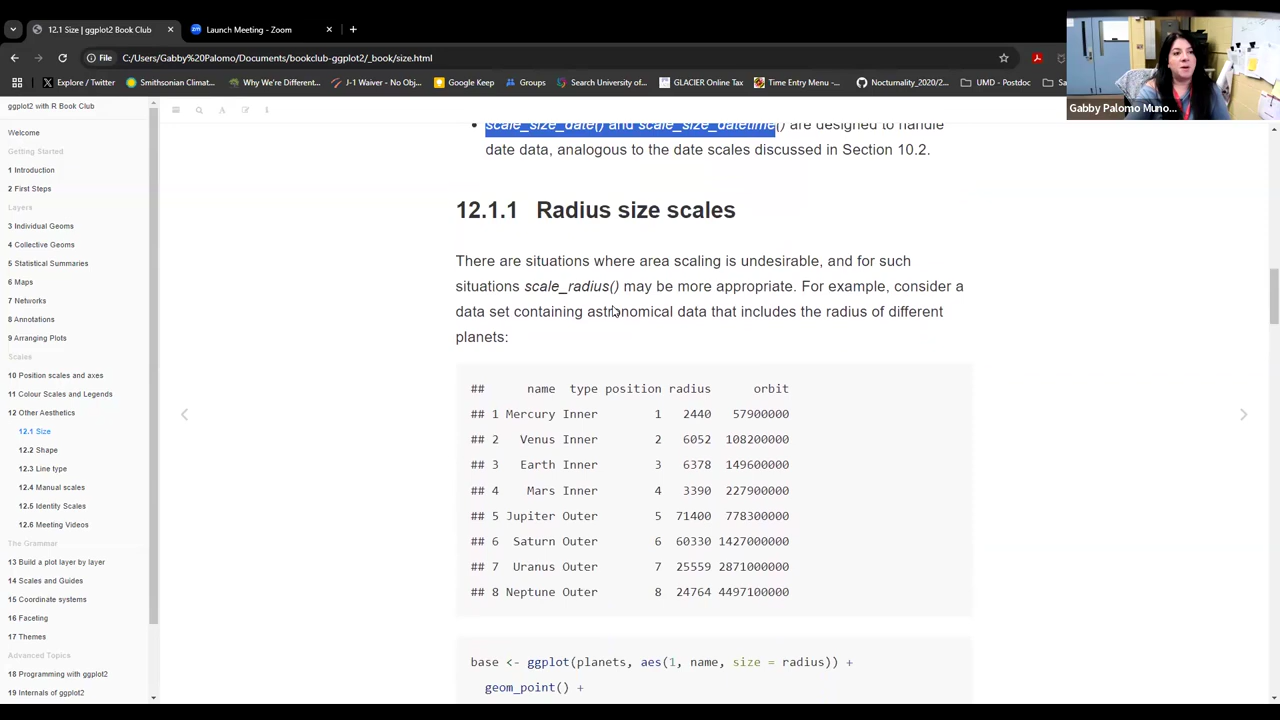 12.1 Size | ggplot2 Book Club
Launch Meeting - Zoom
File
C:/Users/Gabby%20Palomo/Documents/bookclub-ggplot2/_book/size.html
Explore / Twitter
Smithsonian Climat...
Why We're Different...
J-1 Waiver - No Obj...
Google Keep
Groups
Search University of...
GLACIER Online Tax
Time Entry Menu -...
Nocturnality_2020/2...
UMD - Postdoc
Gabby Palomo Muno...
ggplot2 with R Book Club
Welcome
Getting Started
1 Introduction
2 First Steps
Layers
3 Individual Geoms
4 Collective Geoms
5 Statistical Summaries
6 Maps
7 Networks
8 Annotations
9 Arranging Plots
Scales
10 Position scales and axes
11 Colour Scales and Legends
12 Other Aesthetics
12.1 Size
12.2 Shape
12.3 Line type
12.4 Manual scales
12.5 Identity Scales
12.6 Meeting Videos
The Grammar
13 Build a plot layer by layer
14 Scales and Guides
15 Coordinate systems
16 Faceting
17 Themes
Advanced Topics
18 Programming with ggplot2
19 Internals of ggplot2
• scale_size_date() and scale_size_datetime() are designed to handle
date data, analogous to the date scales discussed in Section 10.2.
12.1.1 Radius size scales
There are situations where area scaling is undesirable, and for such
situations scale_radius() may be more appropriate. For example, consider a
data set containing astronomical data that includes the radius of different
planets:
## name type position radius orbit
## 1 Mercury Inner 1 2440 57900000
## 2 Venus Inner 2 6052 108200000
## 3 Earth Inner 3 6378 149600000
## 4 Mars Inner 4 3390 227900000
## 5 Jupiter Outer 5 71400 778300000
## 6 Saturn Outer 6 60330 1427000000
## 7 Uranus Outer 7 25559 2871000000
## 8 Neptune Outer 8 24764 4497100000
base <- ggplot(planets, aes(1, name, size = radius)) +
geom_point() +